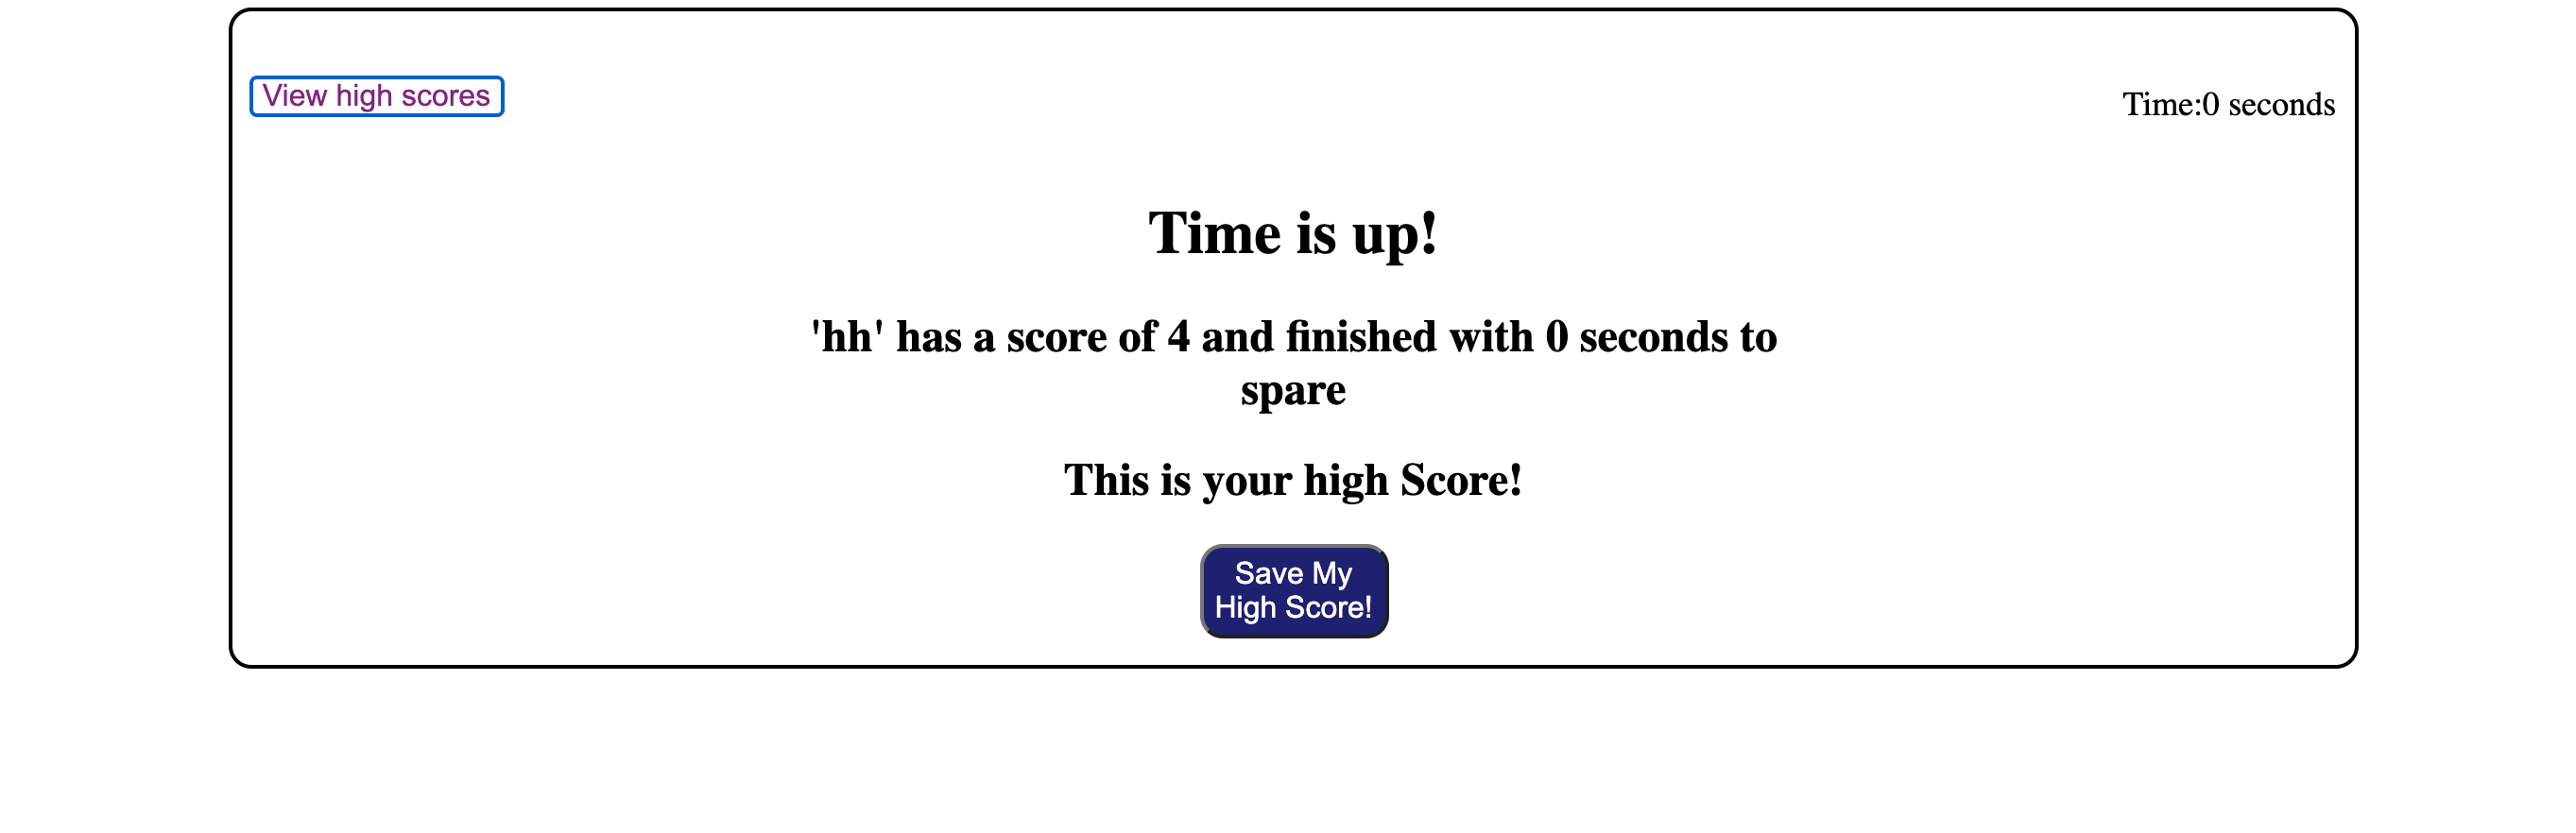 View high scores
Time:0 seconds
Time is up!
'hh' has a score of 4 and finished with 0 seconds to
spare
This is your high Score!
Save My
High Score!